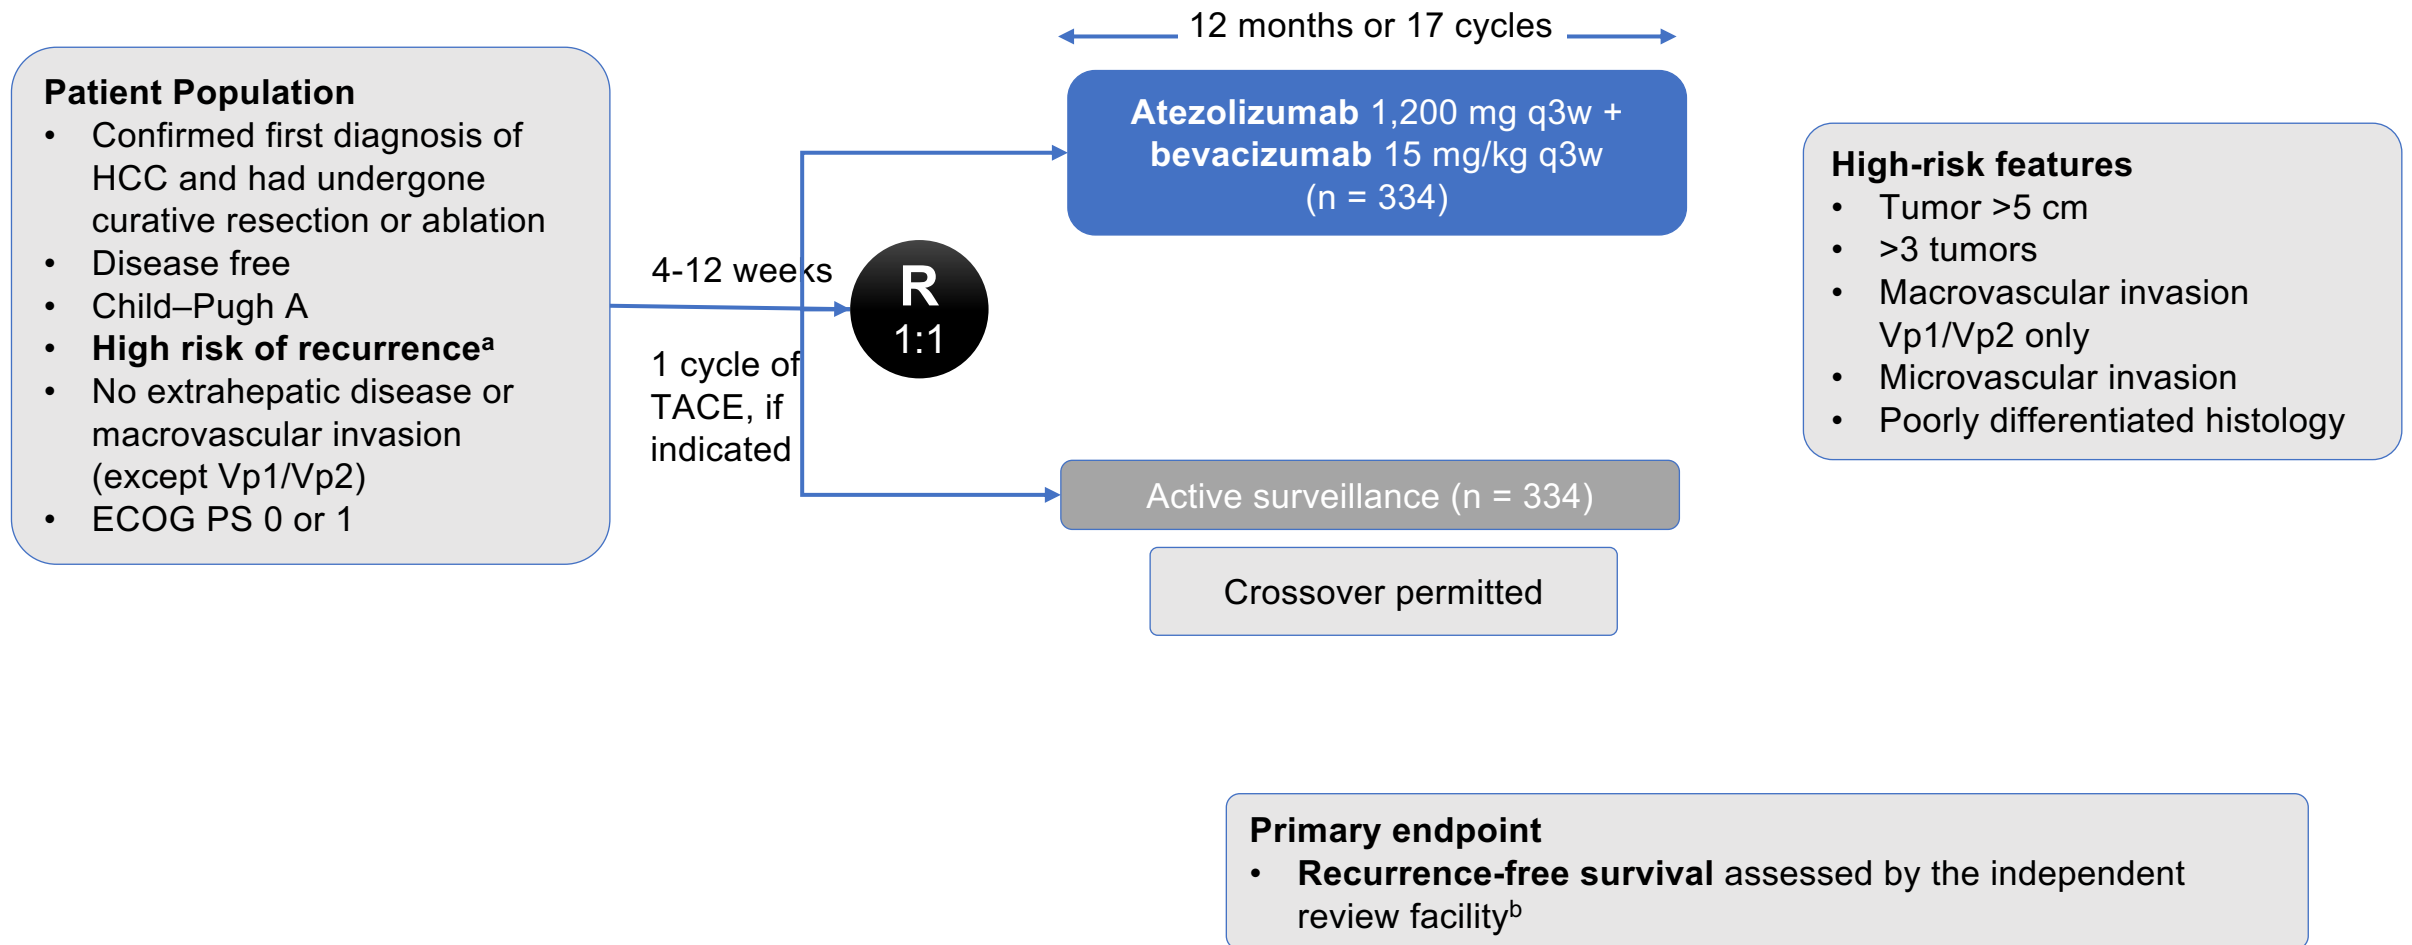 Patient Population
• Confirmed first diagnosis of
HCC and had undergone
curative resection or ablation
• Disease free
• Child–Pugh A
• High risk of recurrenceᵃ
• No extrahepatic disease or
macrovascular invasion
(except Vp1/Vp2)
• ECOG PS 0 or 1
4-12 weeks
1 cycle of
TACE, if
indicated
R
1:1
12 months or 17 cycles
Atezolizumab 1,200 mg q3w +
bevacizumab 15 mg/kg q3w
(n = 334)
Active surveillance (n = 334)
Crossover permitted
High-risk features
• Tumor >5 cm
• >3 tumors
• Macrovascular invasion
Vp1/Vp2 only
• Microvascular invasion
• Poorly differentiated histology
Primary endpoint
• Recurrence-free survival assessed by the independent
review facilityᵇ